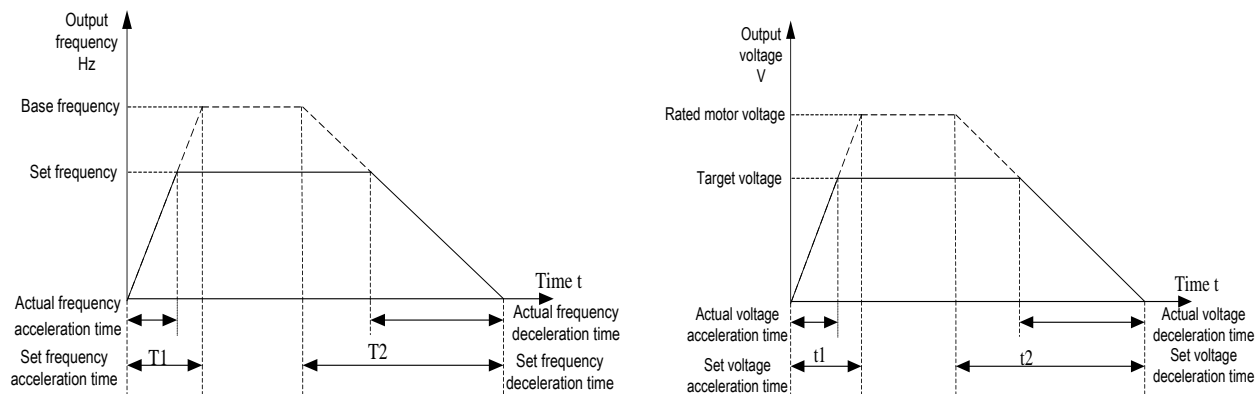 Output
frequency
Hz
Base frequency
Set frequency
Time t
Actual frequency
acceleration time
Actual frequency
deceleration time
Set frequency
acceleration time
T1
T2
Set frequency
deceleration time
Output
voltage
V
Rated motor voltage
Target voltage
Time t
Actual voltage
acceleration time
Actual voltage
deceleration time
Set voltage
acceleration time
t1
t2
Set voltage
deceleration time